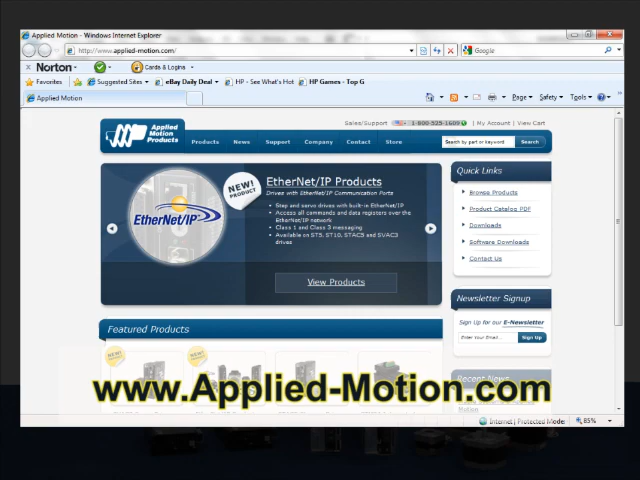 Applied Motion - Windows Internet Explorer
http://www.applied-motion.com/
Google
x Norton
Cards & Logins
Favorites
Suggested Sites
eBay Daily Deal
HP - See What's Hot
HP Games - Top G
Applied Motion
Page
Safety
Tools
Sales/Support
1-800-525-1609
| My Account | View Cart
Applied
Motion
Products
Products
News
Support
Company
Contact
Store
Search by part or keyword
Search
NEW!
PRODUCT
EtherNet/IP
EtherNet/IP Products
Drives with EtherNet/IP Communication Ports
Step and servo drives with built-in EtherNet/IP
Access all commands and data registers over the
EtherNet/IP network
Class 1 and Class 3 messaging
Available on ST5, ST10, STAC5 and SVAC3
drives
View Products
Quick Links
Browse Products
Product Catalog PDF
Downloads
Software Downloads
Contact Us
Newsletter Signup
Sign Up for our E-Newsletter
Enter Your Email...
Sign Up
Featured Products
NEW!
NEW!
Recent News
www.Applied-Motion.com
Motion
Internet | Protected Mode:
85%